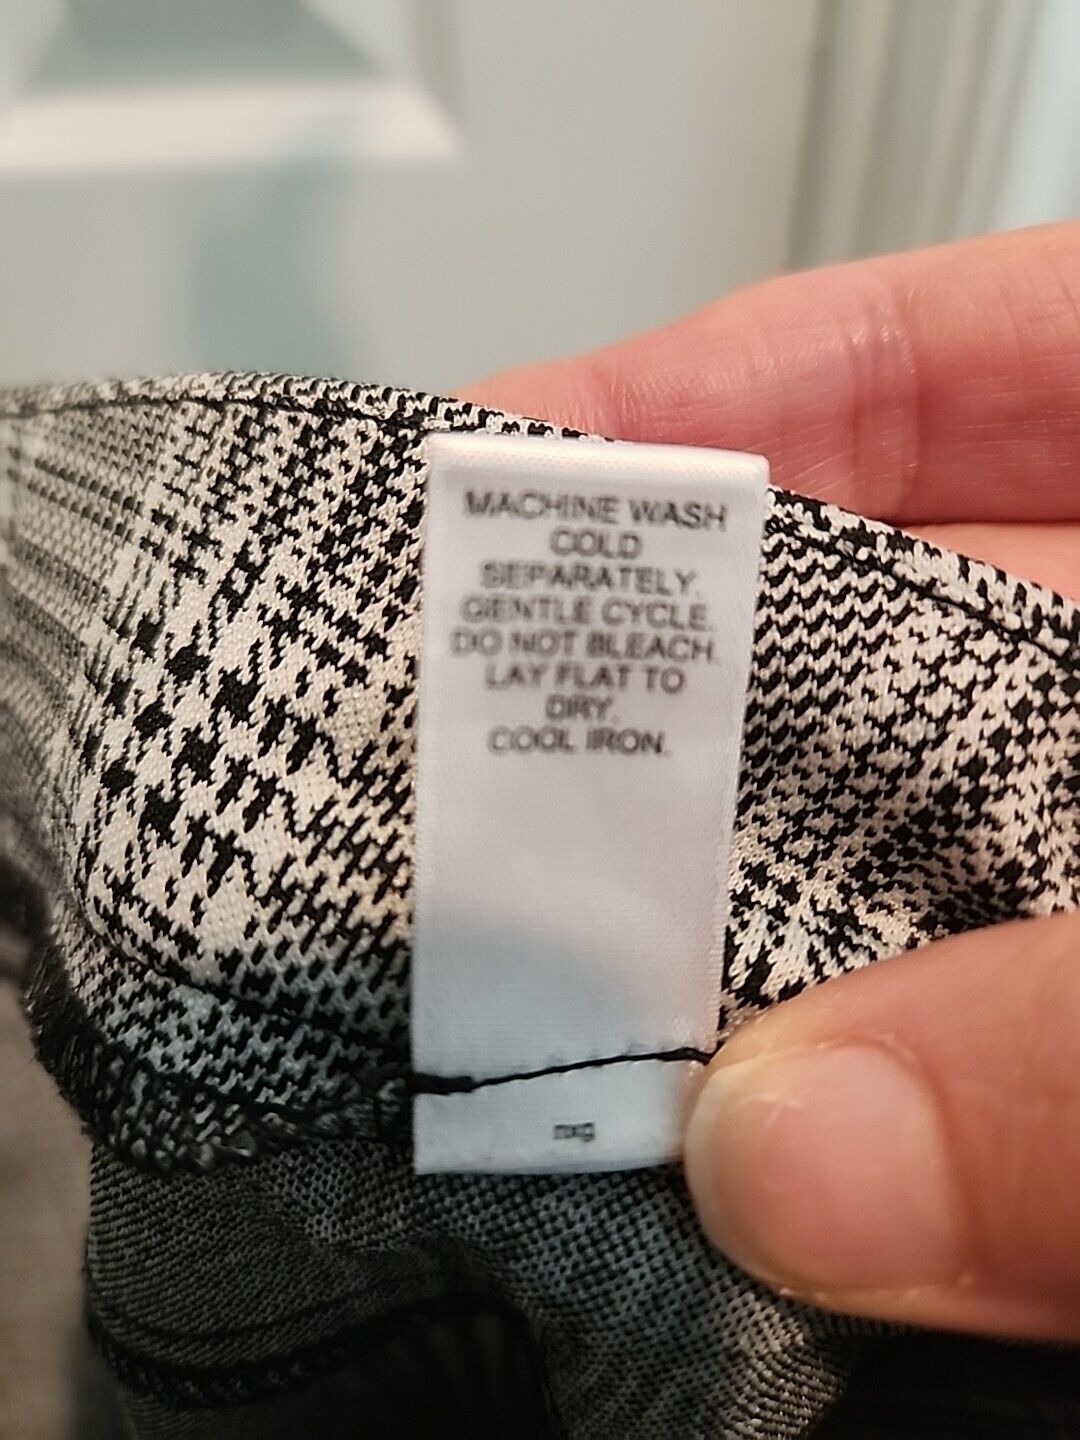 MACHINE WASH
COLD
SEPARATELY.
GENTLE CYCLE.
DO NOT BLEACH.
LAY FLAT TO
DRY.
COOL IRON.